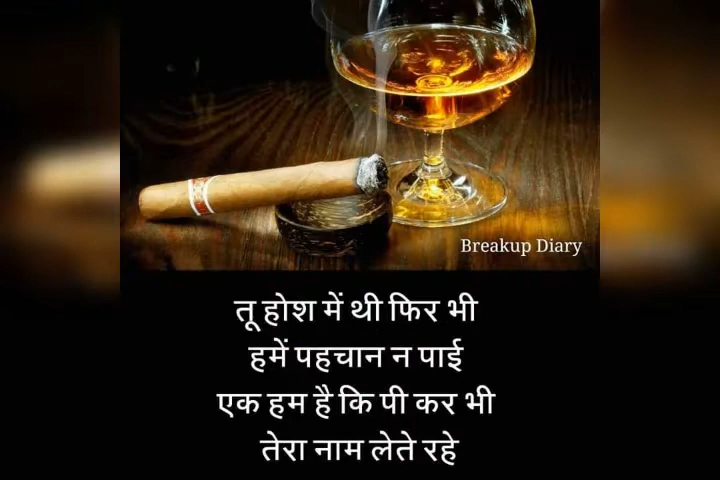 Breakup Diary
तू होश में थी फिर भी
हमें पहचान न पाई
एक हम है कि पी कर भी
तेरा नाम लेते रहे